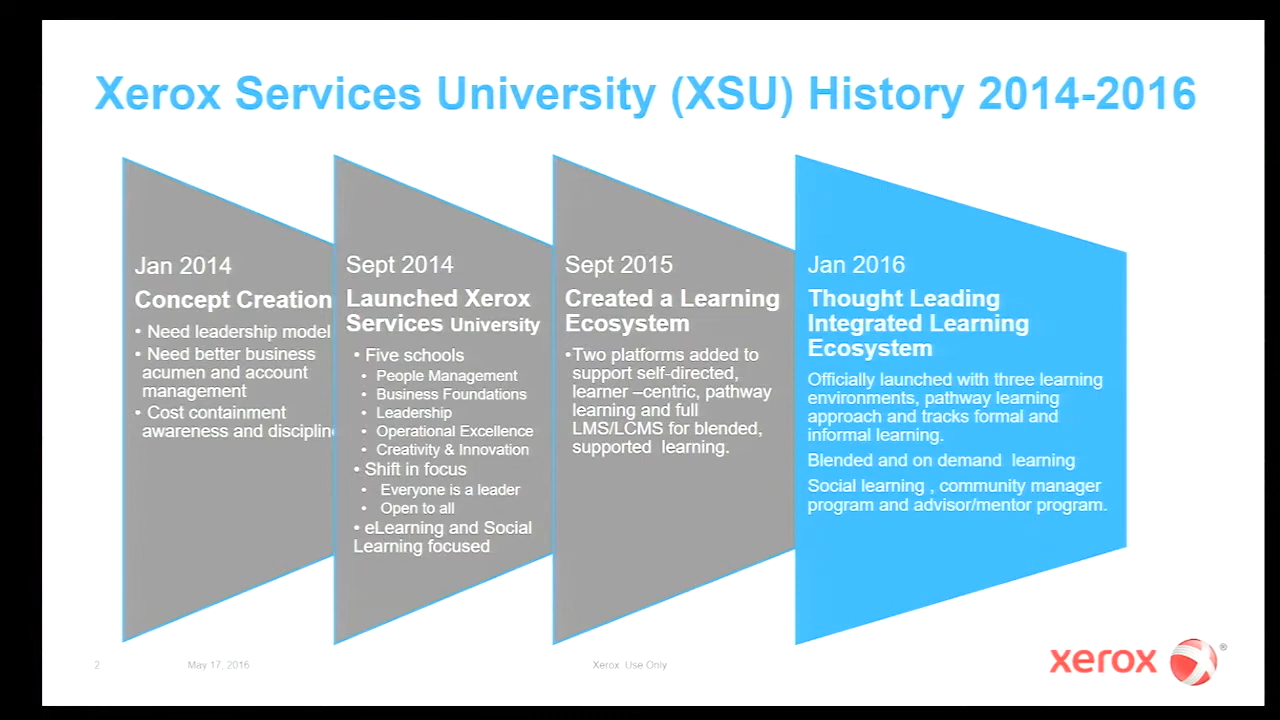 Xerox Services University (XSU) History 2014-2016
Jan 2014
Concept Creation
• Need leadership model
• Need better business
acumen and account
management
• Cost containment
awareness and disciplin
Sept 2014
Launched Xerox
Services University
• Five schools
• People Management
• Business Foundations
• Leadership
• Operational Excellence
• Creativity & Innovation
• Shift in focus
• Everyone is a leader
• Open to all
• eLearning and Social
Learning focused
Sept 2015
Created a Learning
Ecosystem
•Two platforms added to
support self-directed,
learner –centric, pathway
learning and full
LMS/LCMS for blended,
supported learning.
Jan 2016
Thought Leading
Integrated Learning
Ecosystem
Officially launched with three learning
environments, pathway learning
approach and tracks formal and
informal learning.
Blended and on demand learning
Social learning , community manager
program and advisor/mentor program.
2
May 17, 2016
Xerox Use Only
xerox ®